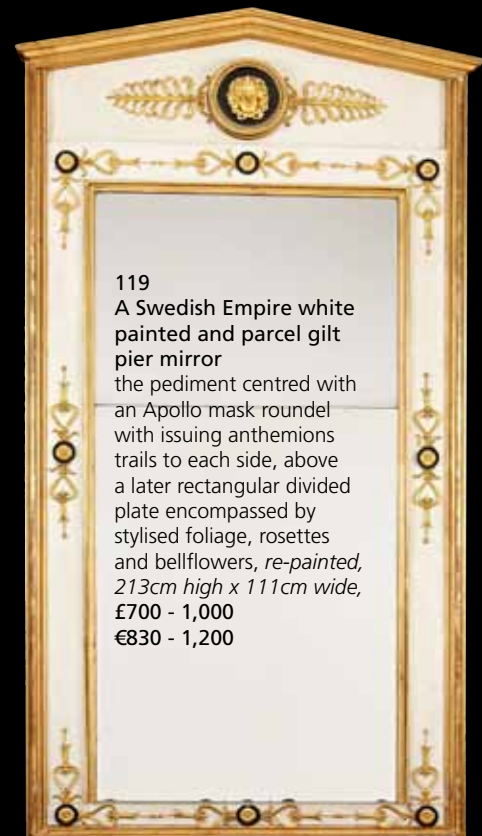 119
A Swedish Empire white
painted and parcel gilt
pier mirror
the pediment centred with
an Apollo mask roundel
with issuing anthemions
trails to each side, above
a later rectangular divided
plate encompassed by
stylised foliage, rosettes
and bellflowers, re-painted,
213cm high x 111cm wide,
£700 - 1,000
€830 - 1,200